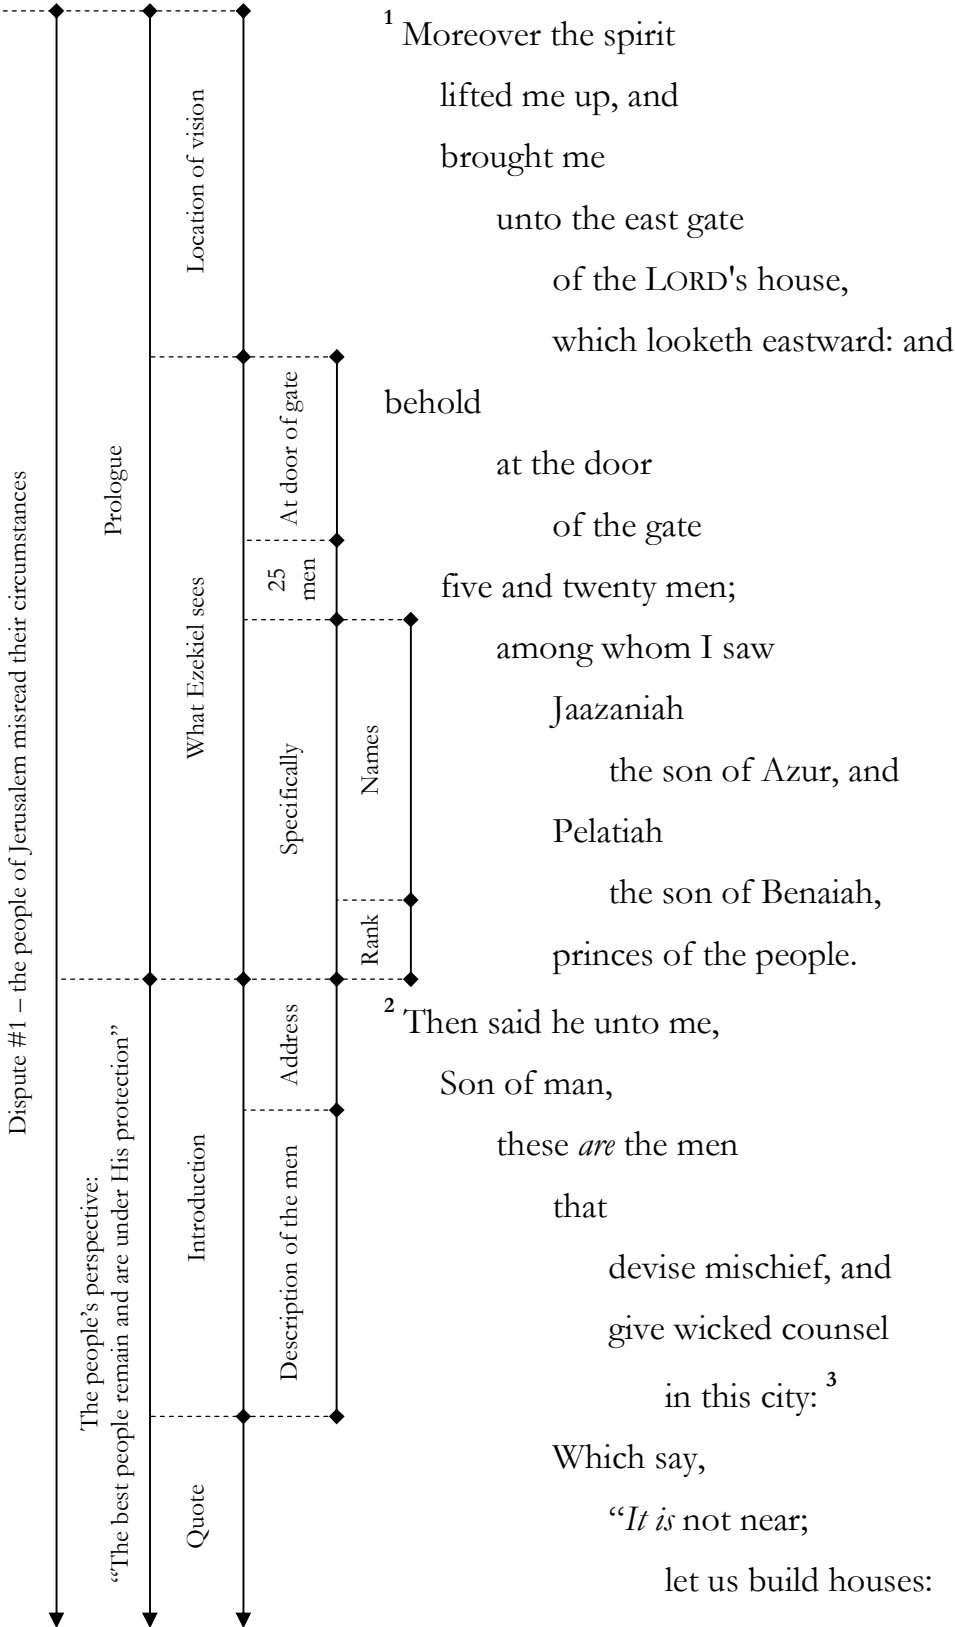 Dispute #1 – the people of Jerusalem misread their circumstances
Prologue
Location of vision
What Ezekiel sees
At door of gate
25
men
Specifically
Names
Rank
The people’s perspective:
“The best people remain and are under His protection”
Introduction
Address
Description of the men
Quote
1 Moreover the spirit
lifted me up, and
brought me
unto the east gate
of the LORD's house,
which looketh eastward: and
behold
at the door
of the gate
five and twenty men;
among whom I saw
Jaazaniah
the son of Azur, and
Pelatiah
the son of Benaiah,
princes of the people.
2 Then said he unto me,
Son of man,
these are the men
that
devise mischief, and
give wicked counsel
in this city: 3
Which say,
“It is not near;
let us build houses: